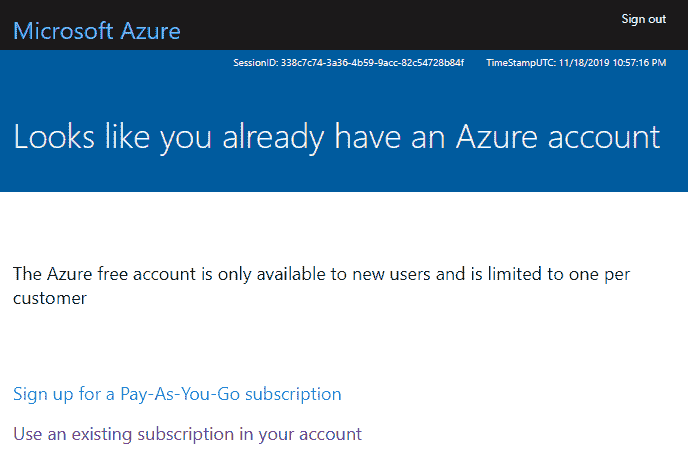 Microsoft Azure
Sign out
SessionID: 338c7c74-3a36-4b59-9acc-82c54728b84f TimeStampUTC: 11/18/2019 10:57:16 PM
Looks like you already have an Azure account
The Azure free account is only available to new users and is limited to one per
customer
Sign up for a Pay-As-You-Go subscription
Use an existing subscription in your account